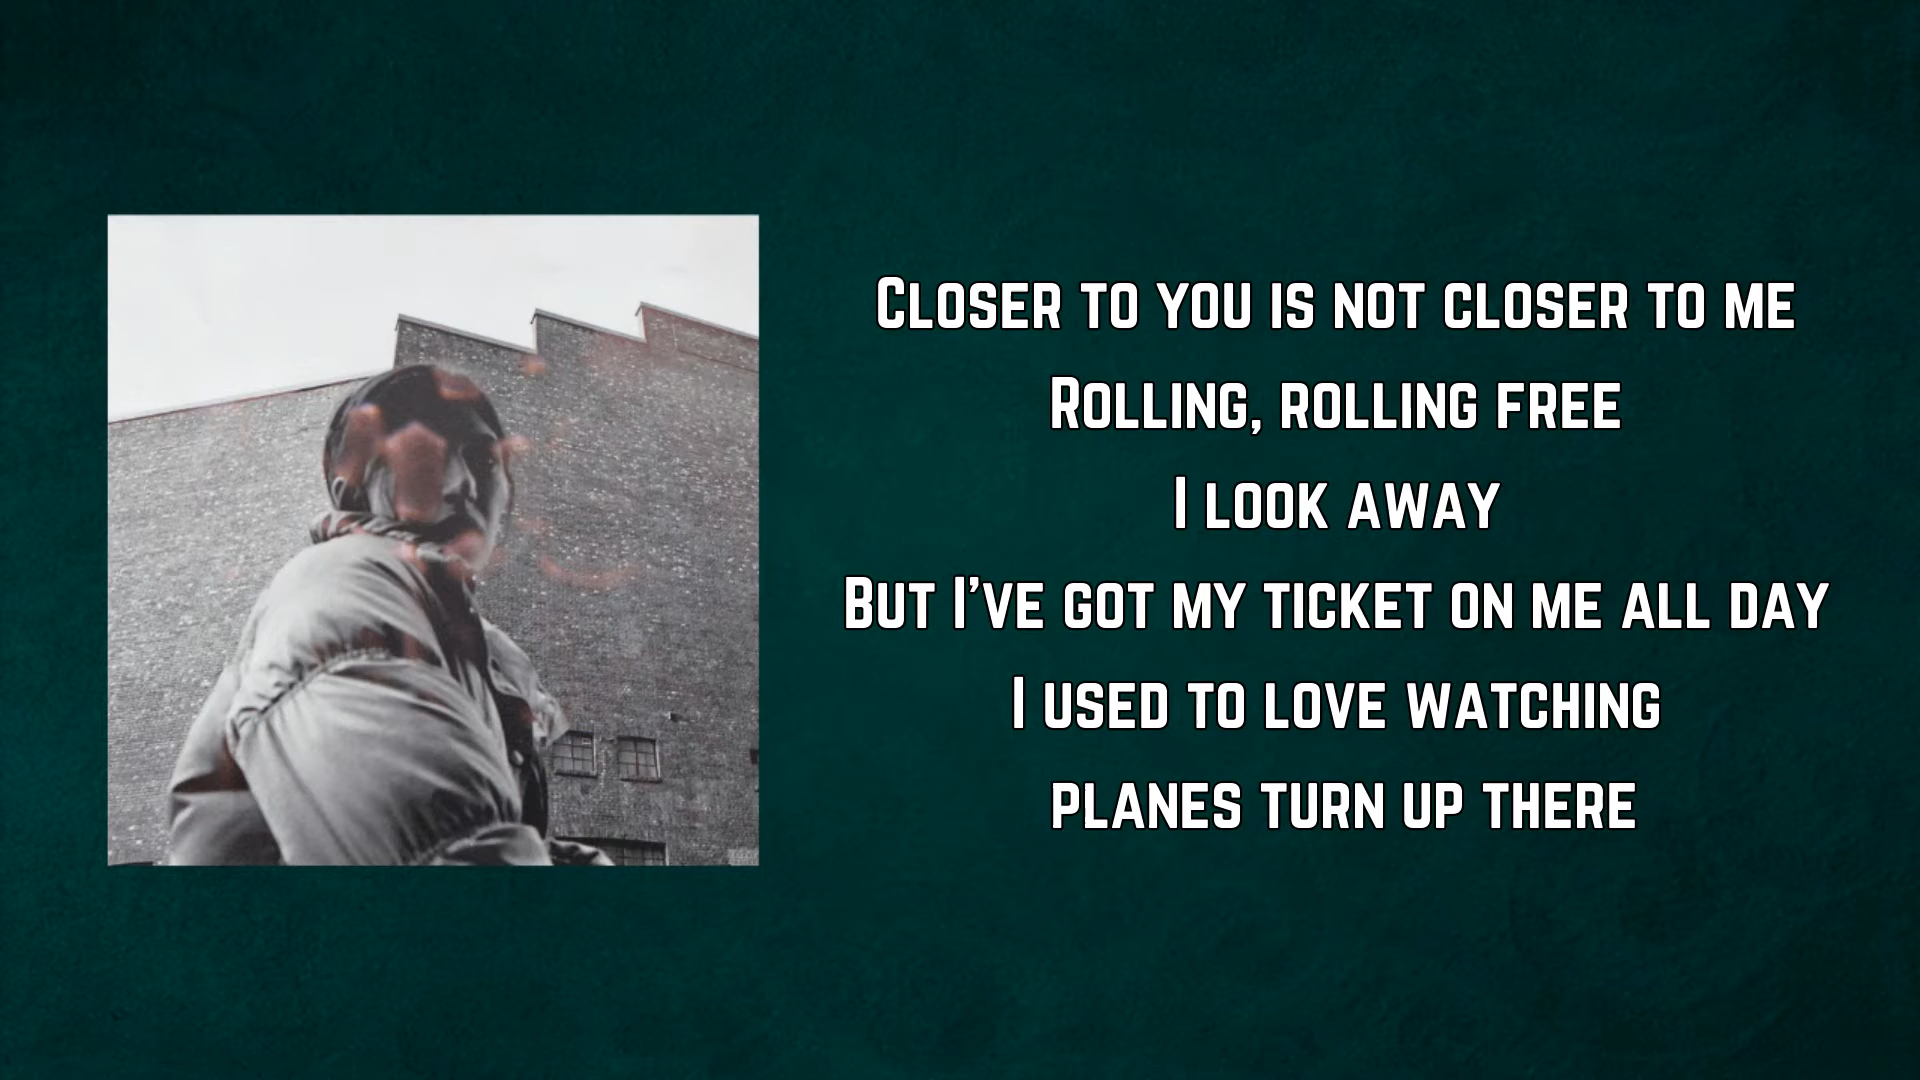 Closer to you is not closer to me
Rolling, rolling free
I look away
But I've got my ticket on me all day
I used to love watching
planes turn up there